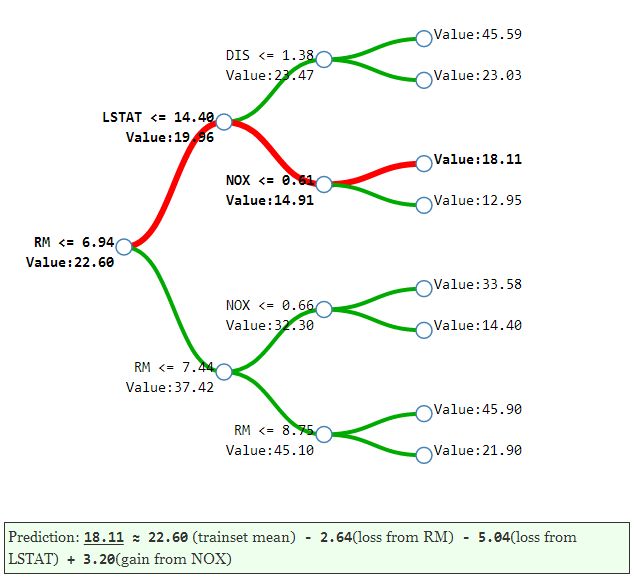 DIS <= 1.38
Value:23.47
Value:45.59
Value:23.03
LSTAT <= 14.40
Value:19.96
NOX <= 0.61
Value:14.91
Value:18.11
Value:12.95
RM <= 6.94
Value:22.60
NOX <= 0.66
Value:32.30
Value:33.58
Value:14.40
RM <= 7.44
Value:37.42
RM <= 8.75
Value:45.10
Value:45.90
Value:21.90
Prediction: 18.11 ≈ 22.60 (trainset mean) - 2.64(loss from RM) - 5.04(loss from
LSTAT) + 3.20(gain from NOX)